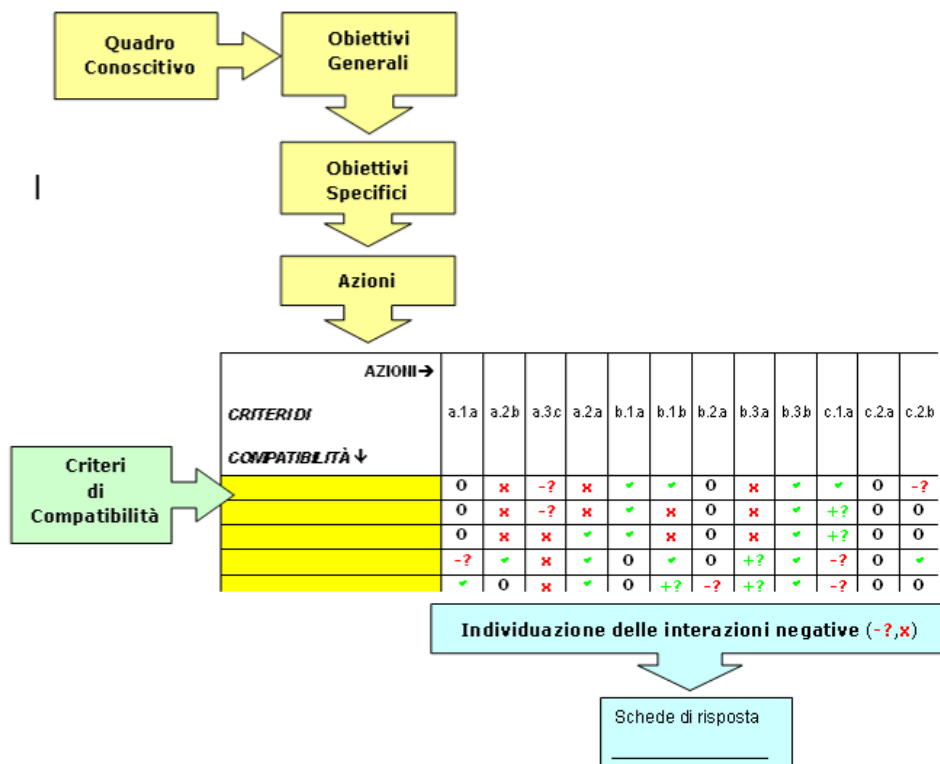 Quadro
Conoscitivo
Obiettivi
Generali
Obiettivi
Specifici
Azioni
AZIONI→
CRITERI DI
COMPATIBILITÀ ↓
a.1.a a.2.b a.3.c a.2.a b.1.a b.1.b b.2.a b.3.a b.3.b c.1.a c.2.a c.2.b
Criteri
di
Compatibilità
0 x -? x ✔ ✔ 0 x ✔ ✔ 0 -?
0 x -? x ✔ x 0 x ✔ +? 0 0
0 x x ✔ ✔ x 0 x ✔ +? 0 0
-? ✔ x ✔ 0 ✔ 0 +? ✔ -? 0 ✔
✔ 0 x ✔ 0 +? -? +? ✔ -? 0 0
Individuazione delle interazioni negative (-?,x)
Schede di risposta